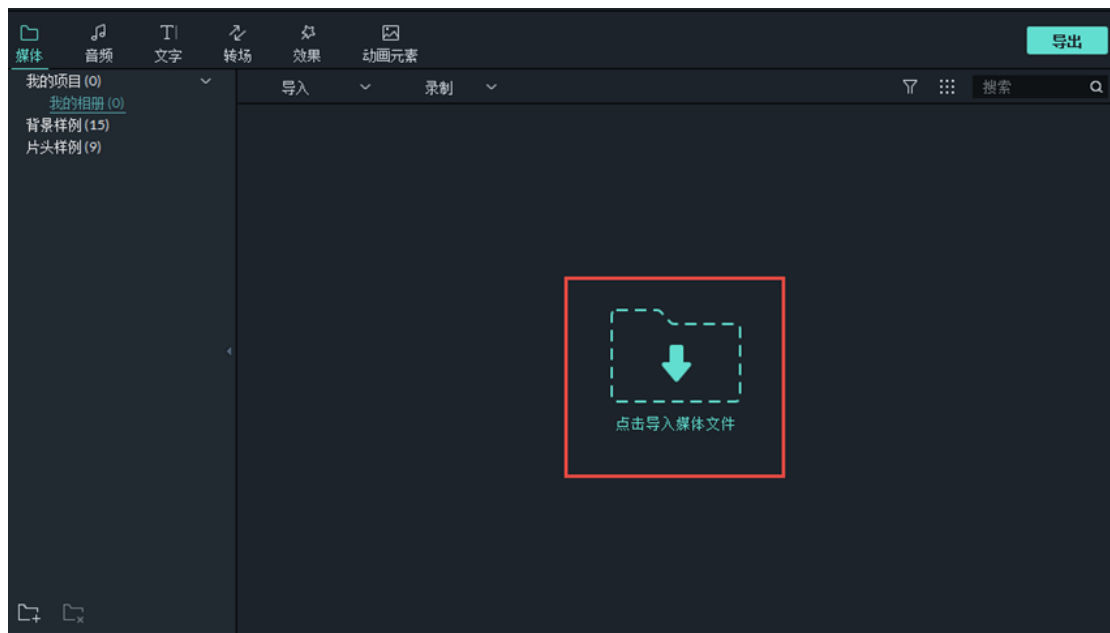 媒体 音频 文字 转场 效果 动画元素 导出
我的项目 (0) 导入 录制 搜索
我的相册 (0)
背景样例 (15)
片头样例 (9)
点击导入媒体文件